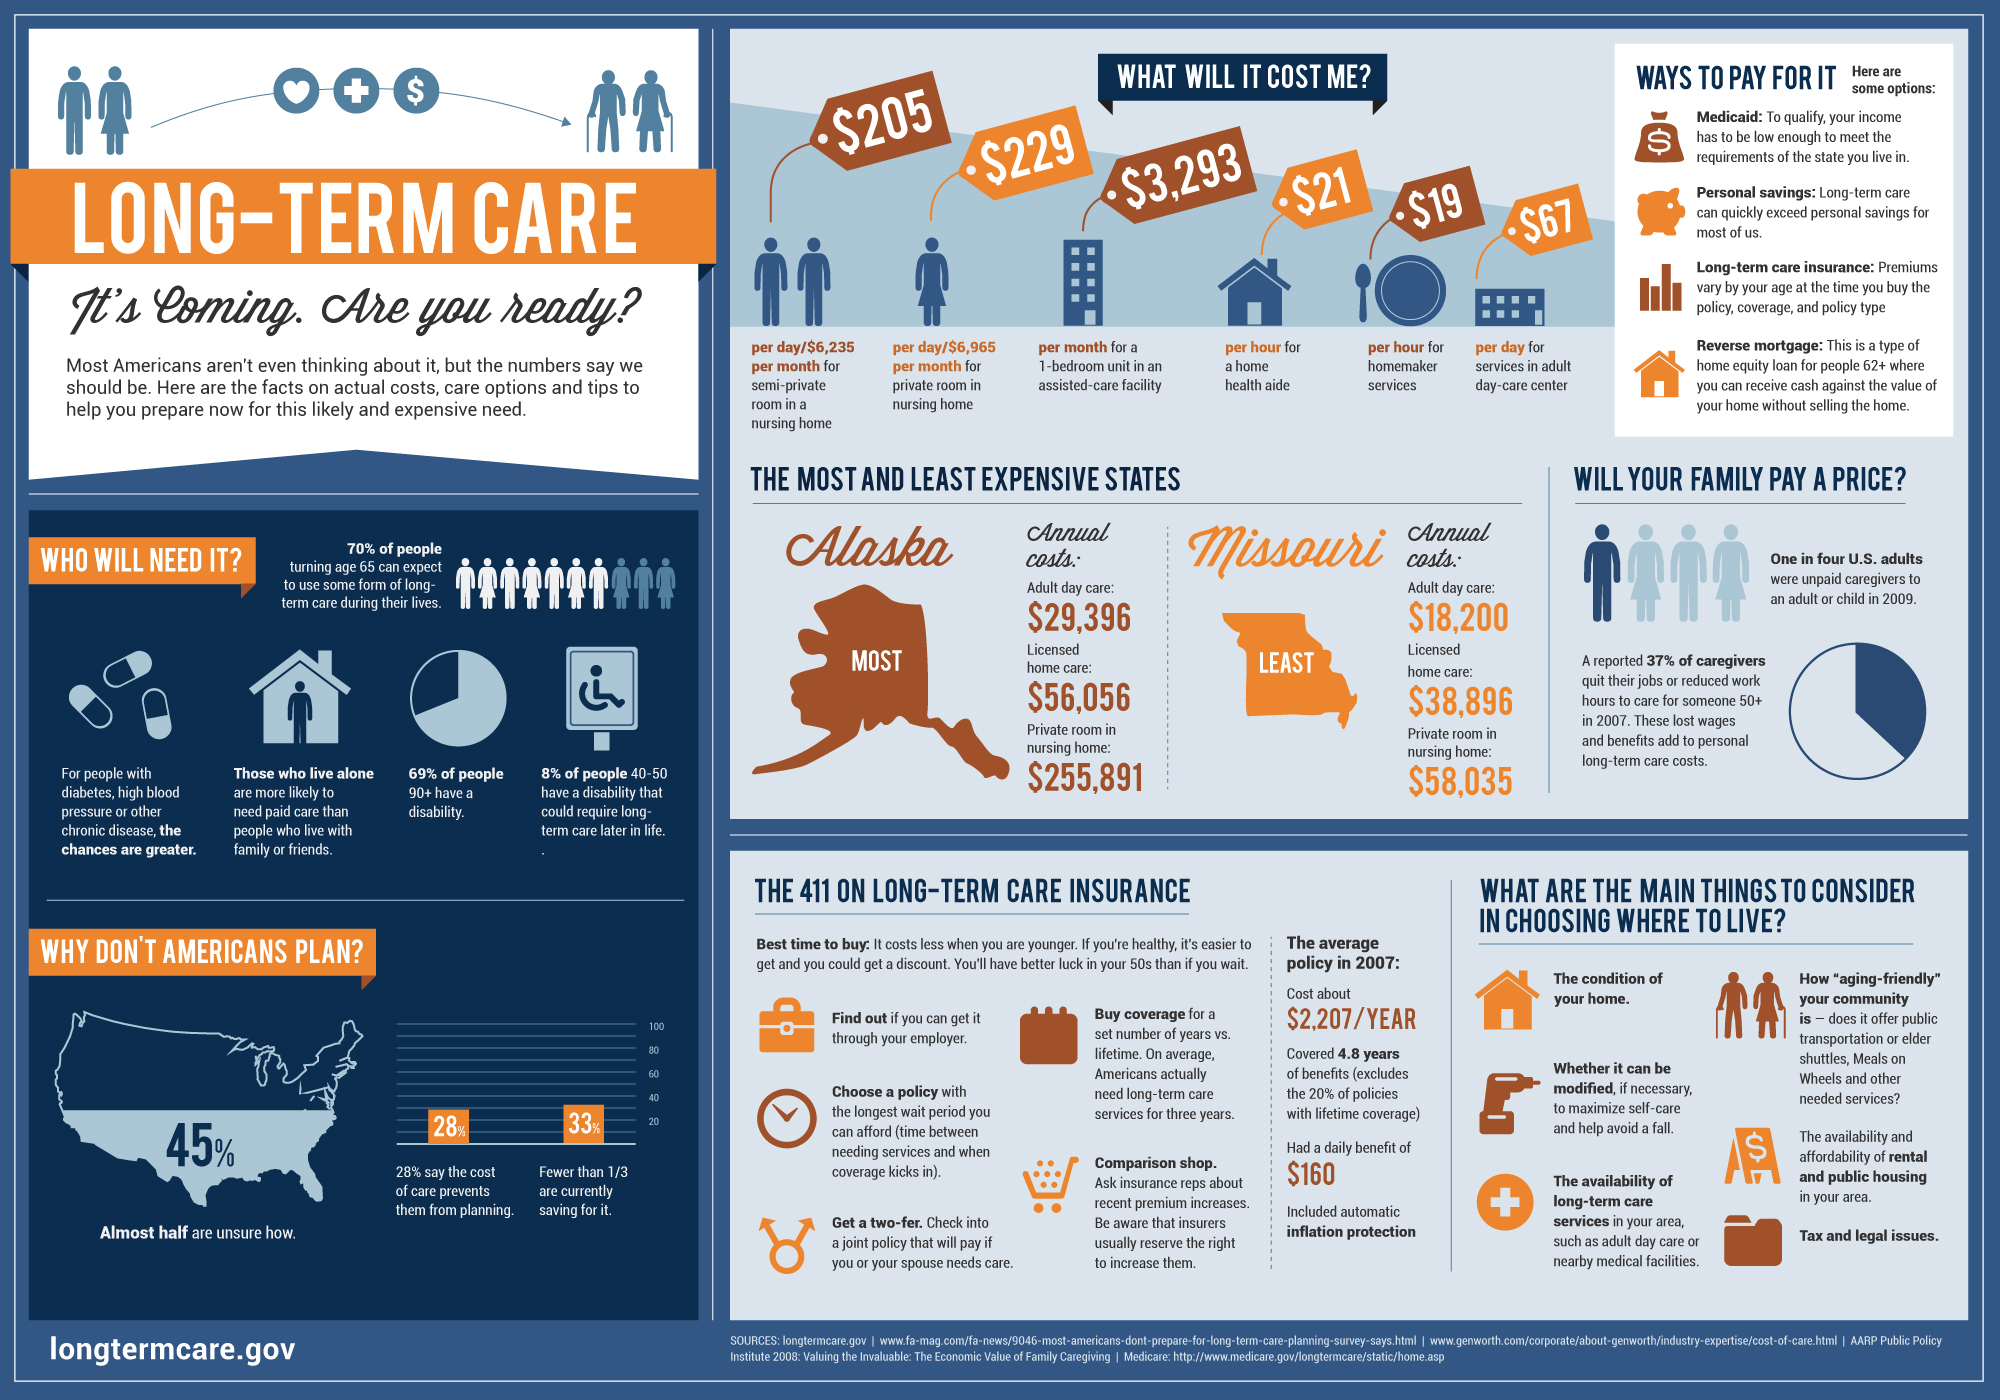 LONG-TERM CARE
It's Coming. Are you ready?
Most Americans aren't even thinking about it, but the numbers say we
should be. Here are the facts on actual costs, care options and tips to
help you prepare now for this likely and expensive need.
WHO WILL NEED IT?
70% of people
turning age 65 can expect
to use some form of long-
term care during their lives.
For people with
diabetes, high blood
pressure or other
chronic disease, the
chances are greater.
Those who live alone
are more likely to
need paid care than
people who live with
family or friends.
69% of people
90+ have a
disability.
8% of people 40-50
have a disability that
could require long-
term care later in life.
.
WHY DON'T AMERICANS PLAN?
45%
Almost half are unsure how.
100
80
60
40
20
28%
33%
28% say the cost
of care prevents
them from planning.
Fewer than 1/3
are currently
saving for it.
longtermcare.gov
WHAT WILL IT COST ME?
$205
$229
$3,293
$21
$19
$67
per day/$6,235
per month for
semi-private
room in a
nursing home
per day/$6,965
per month for
private room in
nursing home
per month for a
1-bedroom unit in an
assisted-care facility
per hour for
a home
health aide
per hour for
homemaker
services
per day for
services in adult
day-care center
WAYS TO PAY FOR IT
Here are
some options:
$
Medicaid: To qualify, your income
has to be low enough to meet the
requirements of the state you live in.
Personal savings: Long-term care
can quickly exceed personal savings for
most of us.
Long-term care insurance: Premiums
vary by your age at the time you buy the
policy, coverage, and policy type
Reverse mortgage: This is a type of
home equity loan for people 62+ where
you can receive cash against the value of
your home without selling the home.
THE MOST AND LEAST EXPENSIVE STATES
Alaska
MOST
Annual
costs:
Adult day care:
$29,396
Licensed
home care:
$56,056
Private room in
nursing home:
$255,891
Missouri
LEAST
Annual
costs:
Adult day care:
$18,200
Licensed
home care:
$38,896
Private room in
nursing home:
$58,035
WILL YOUR FAMILY PAY A PRICE?
One in four U.S. adults
were unpaid caregivers to
an adult or child in 2009.
A reported 37% of caregivers
quit their jobs or reduced work
hours to care for someone 50+
in 2007. These lost wages
and benefits add to personal
long-term care costs.
THE 411 ON LONG-TERM CARE INSURANCE
Best time to buy: It costs less when you are younger. If you're healthy, it's easier to
get and you could get a discount. You'll have better luck in your 50s than if you wait.
Find out if you can get it
through your employer.
Choose a policy with
the longest wait period you
can afford (time between
needing services and when
coverage kicks in).
Get a two-fer. Check into
a joint policy that will pay if
you or your spouse needs care.
Buy coverage for a
set number of years vs.
lifetime. On average,
Americans actually
need long-term care
services for three years.
Comparison shop.
Ask insurance reps about
recent premium increases.
Be aware that insurers
usually reserve the right
to increase them.
The average
policy in 2007:
Cost about
$2,207/YEAR
Covered 4.8 years
of benefits (excludes
the 20% of policies
with lifetime coverage)
Had a daily benefit of
$160
Included automatic
inflation protection
WHAT ARE THE MAIN THINGS TO CONSIDER
IN CHOOSING WHERE TO LIVE?
The condition of
your home.
Whether it can be
modified, if necessary,
to maximize self-care
and help avoid a fall.
The availability of
long-term care
services in your area,
such as adult day care or
nearby medical facilities.
How “aging-friendly”
your community
is – does it offer public
transportation or elder
shuttles, Meals on
Wheels and other
needed services?
$
The availability and
affordability of rental
and public housing
in your area.
Tax and legal issues.
SOURCES: longtermcare.gov | www.fa-mag.com/fa-news/9046-most-americans-dont-prepare-for-long-term-care-planning-survey-says.html | www.genworth.com/corporate/about-genworth/industry-expertise/cost-of-care.html | AARP Public Policy
Institute 2008: Valuing the Invaluable: The Economic Value of Family Caregiving | Medicare: http://www.medicare.gov/longtermcare/static/home.asp